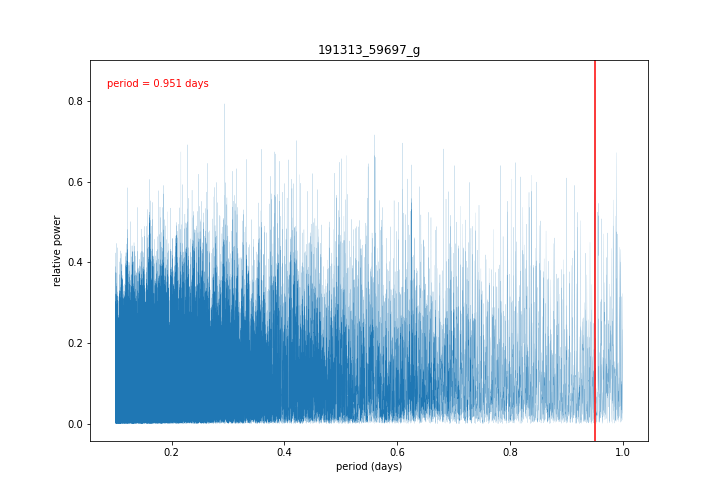 191313_59697_g
period = 0.951 days
relative power
0.8
0.6
0.4
0.2
0.0
0.2 0.4 0.6 0.8 1.0
period (days)